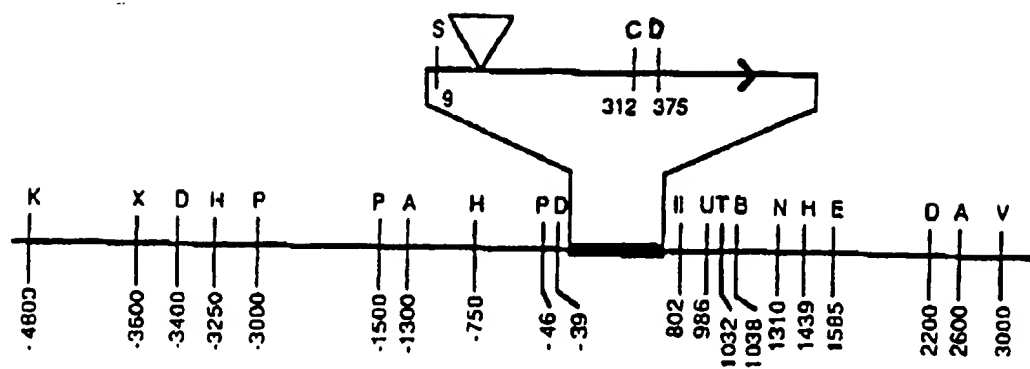 S C D
9 312 375
K X D H P P A H P D II U T B N H E D A V
-4800 -3600 -3400 -3250 -3000 -1500 -1300 -750 -46 -39 802 986 1032 1038 1310 1439 1585 2200 2600 3000